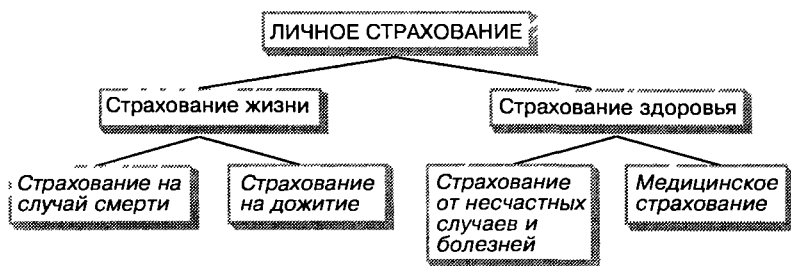 ЛИЧНОЕ СТРАХОВАНИЕ
Страхование жизни
Страхование здоровья
Страхование на
случай смерти
Страхование
на дожитие
Страхование
от несчастных
случаев и
болезней
Медицинское
страхование